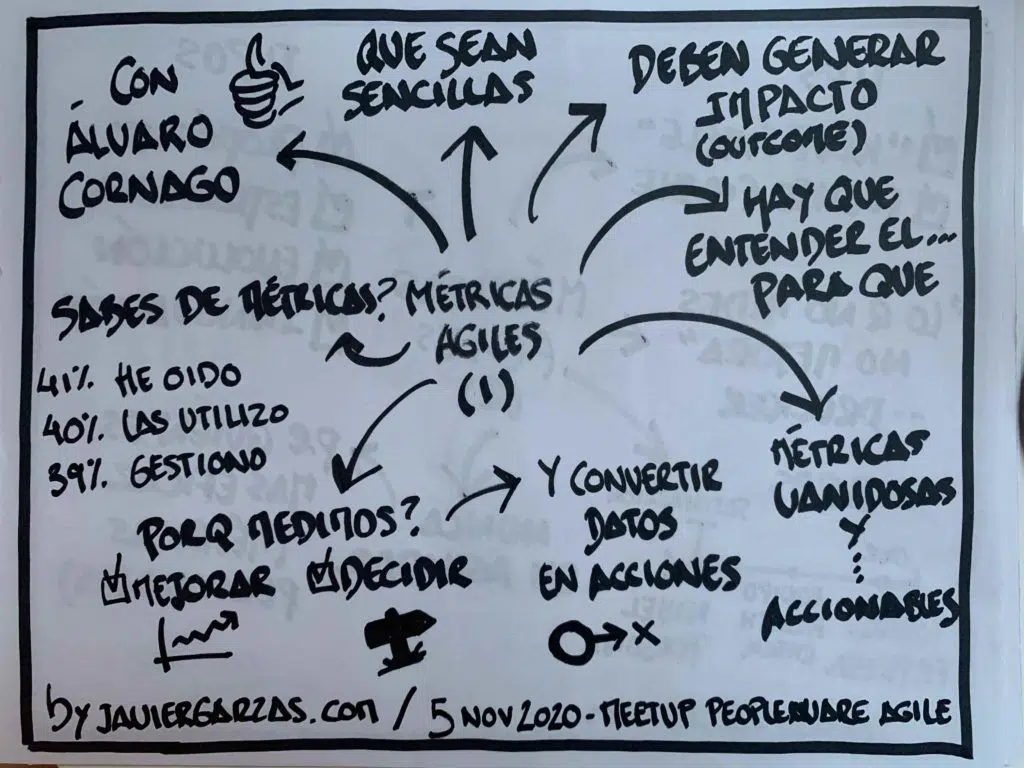 CON
ÁLVARO
CORNAGO
QUE SEAN
SENCILLAS
DEBEN GENERAR
IMPACTO
(OUTCOME)
HAY QUE
ENTENDER EL...
PARA QUE
SABES DE MÉTRICAS?
MÉTRICAS
AGILES
(1)
41% HE OIDO
40% LAS UTILIZO
39% GESTIONO
PORQ MEDIMOS?
MEJORAR
DECIDIR
Y CONVERTIR
DATOS
EN ACCIONES
X
MÉTRICAS
VANIDOSAS
Y
ACCIONABLES
by JAVIERGARZAS.COM / 5 NOV 2020 - MEETUP PEOPLEWARE AGILE